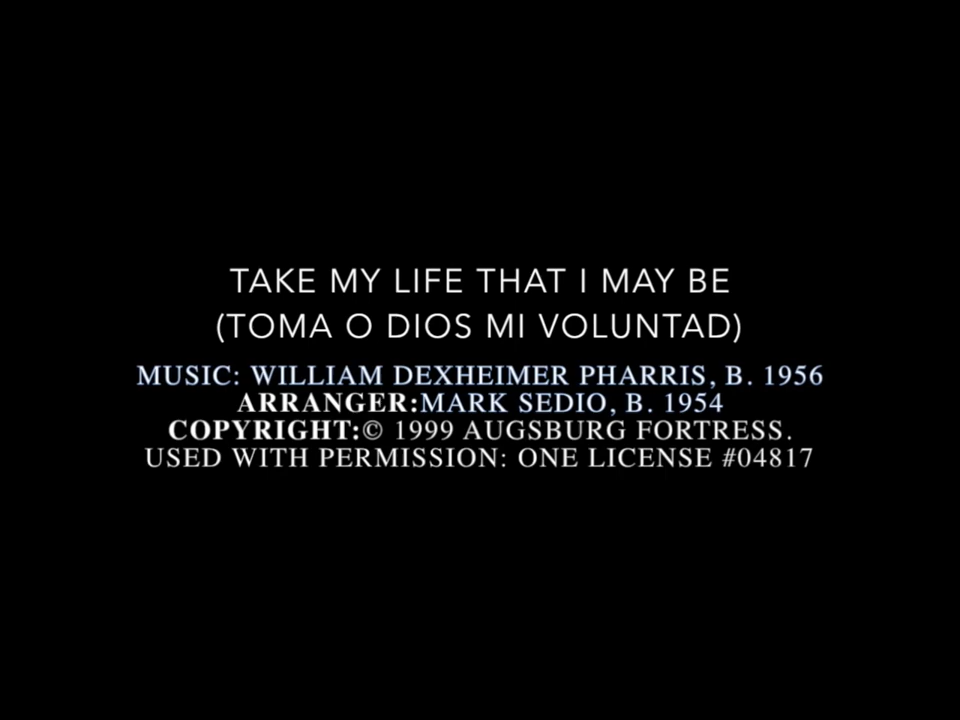 TAKE MY LIFE THAT I MAY BE
(TOMA O DIOS MI VOLUNTAD)
MUSIC: WILLIAM DEXHEIMER PHARRIS, B. 1956
ARRANGER:MARK SEDIO, B. 1954
COPYRIGHT:© 1999 AUGSBURG FORTRESS.
USED WITH PERMISSION: ONE LICENSE #04817